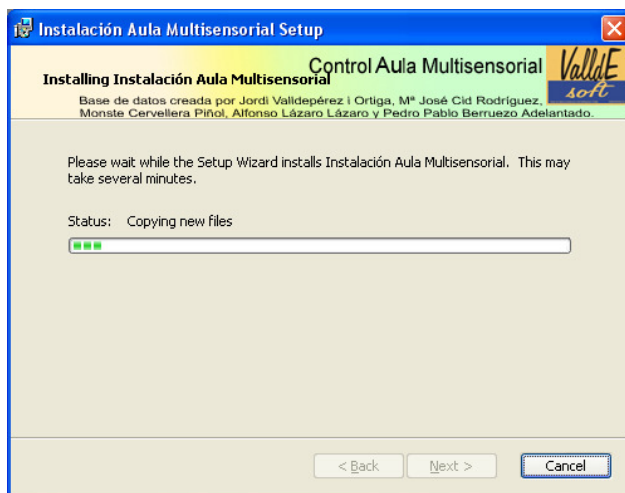 Instalación Aula Multisensorial Setup
Control Aula Multisensorial
ValldE
soft
Installing Instalación Aula Multisensorial
Base de datos creada por Jordi Valldepérez i Ortiga, Mª José Cid Rodríguez,
Monste Cervellera Piñol, Alfonso Lázaro Lázaro y Pedro Pablo Berruezo Adelantado.
Please wait while the Setup Wizard installs Instalación Aula Multisensorial. This may
take several minutes.
Status: Copying new files
< Back
Next >
Cancel